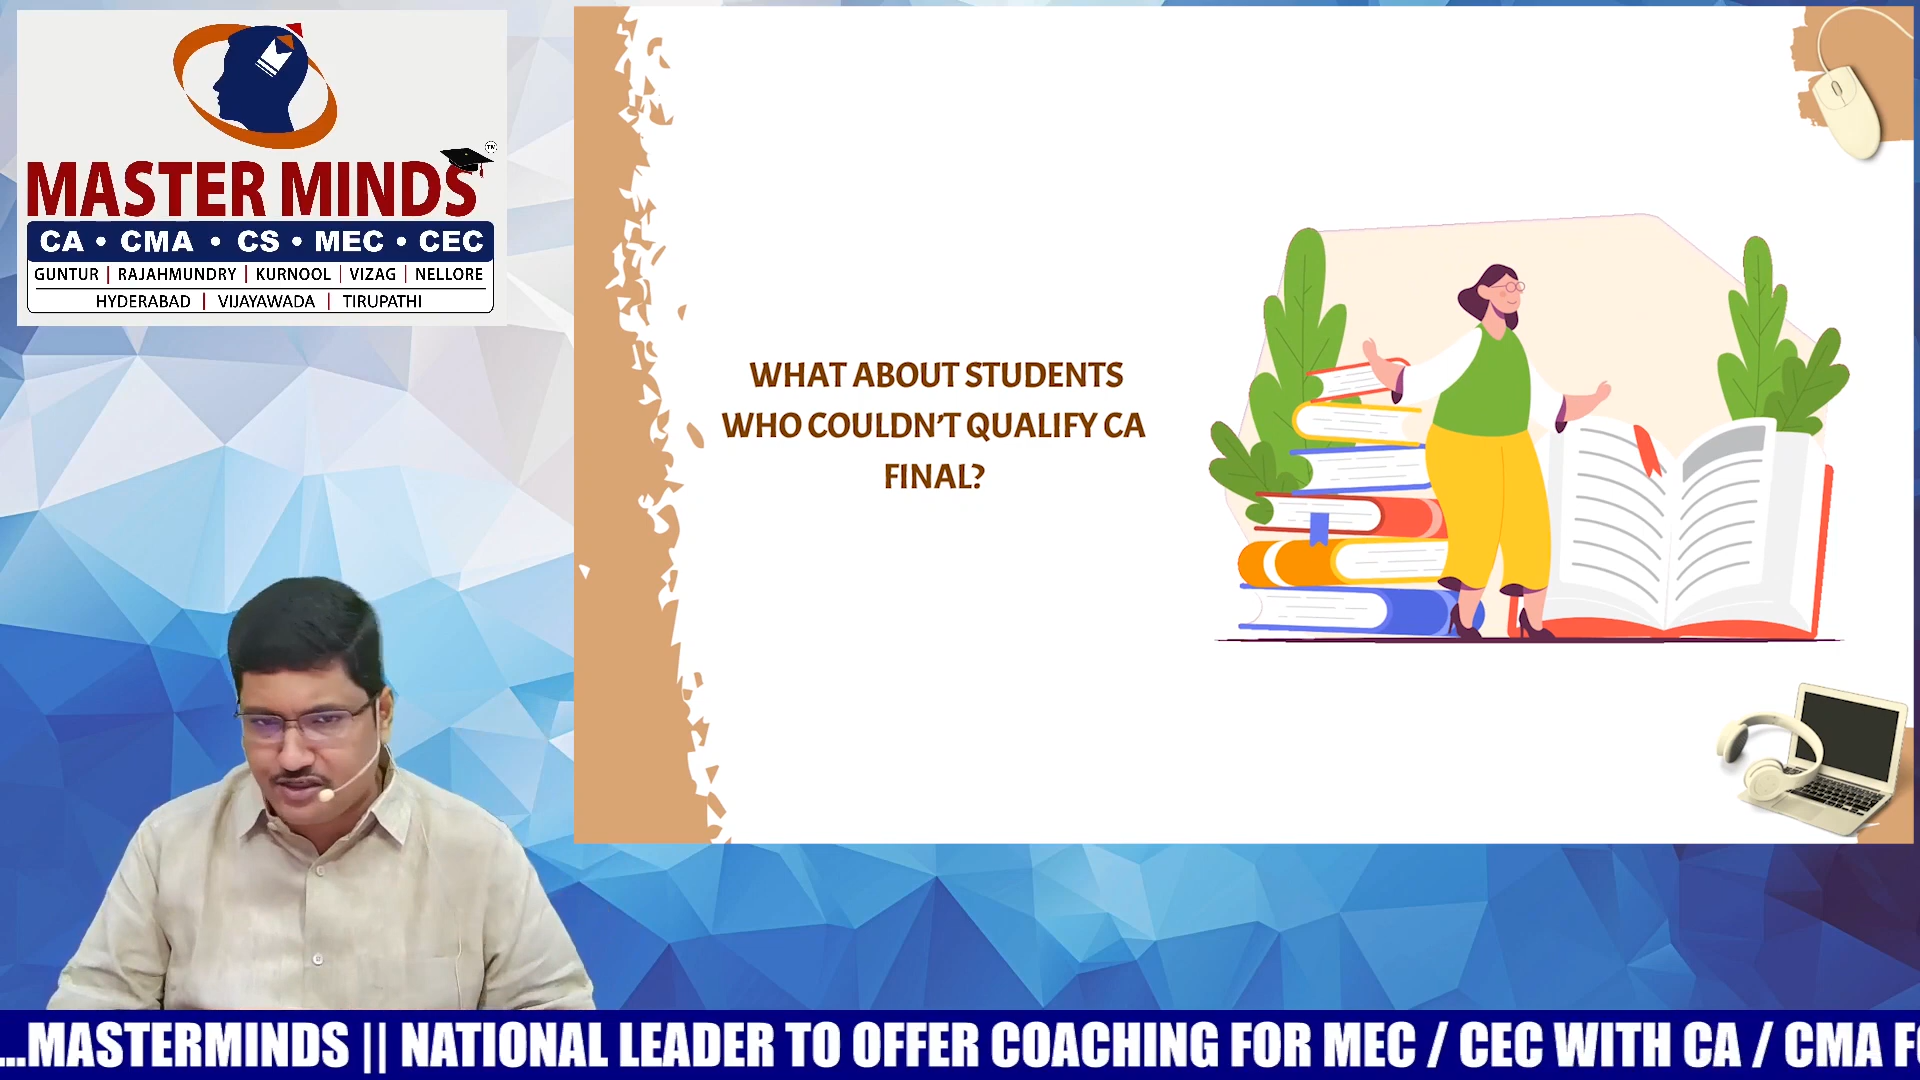 MASTER MINDS
TM
CA • CMA • CS • MEC • CEC
GUNTUR | RAJAHMUNDRY | KURNOOL | VIZAG | NELLORE
HYDERABAD | VIJAYAWADA | TIRUPATHI
WHAT ABOUT STUDENTS
WHO COULDN'T QUALIFY CA
FINAL?
...MASTERMINDS || NATIONAL LEADER TO OFFER COACHING FOR MEC / CEC WITH CA / CMA F